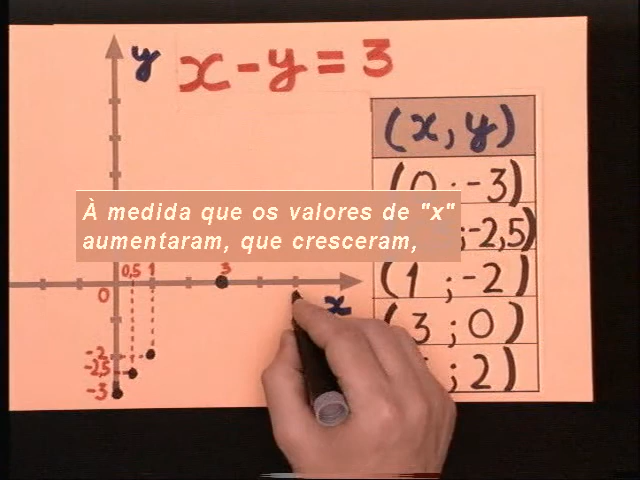 y
x - y = 3
(x, y)
(0 ; -3)
À medida que os valores de "x"
aumentaram, que cresceram,
;-2,5)
(1 ; -2)
(3 ; 0)
; 2)
0,5 1 3
0
x
-2
-2,5
-3